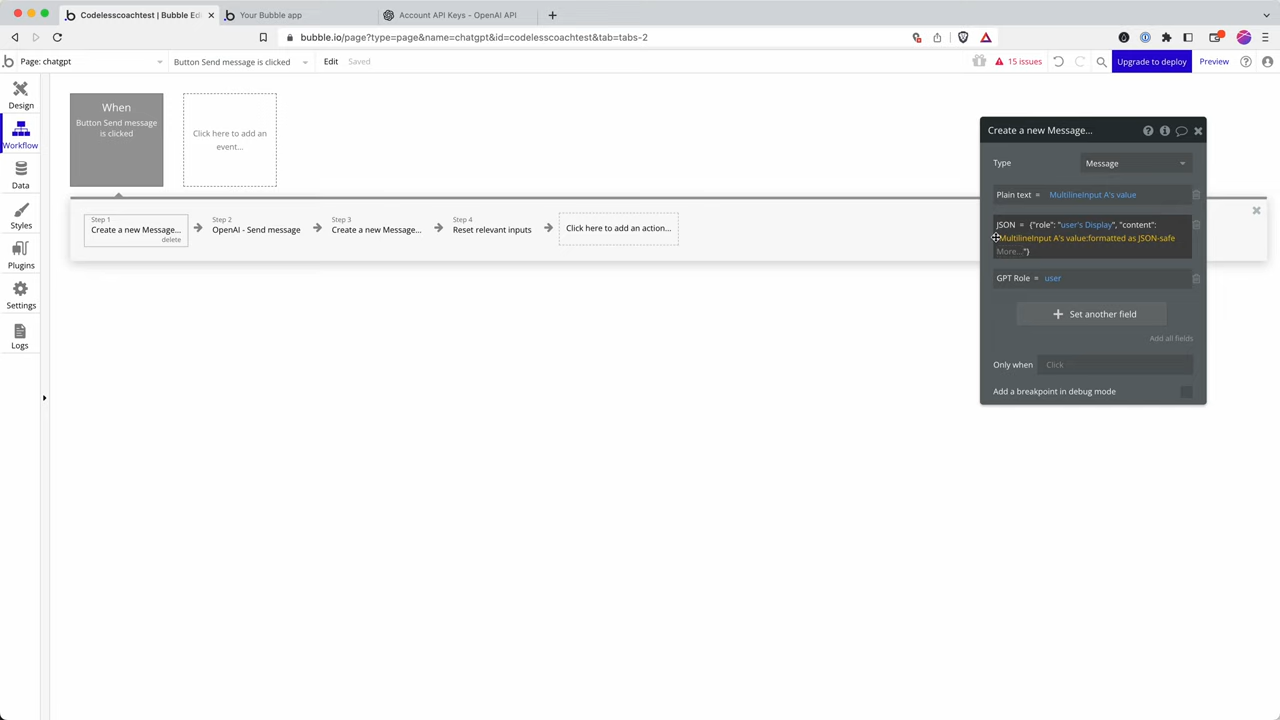 Codelesscoachtest | Bubble Ed
Your Bubble app
Account API Keys - OpenAI API
bubble.io/page?type=page&name=chatgpt&id=codelesscoachtest&tab=tabs-2
Page: chatgpt
Button Send message is clicked
Edit
Saved
15 issues
Upgrade to deploy
Preview
Design
Workflow
Data
Styles
Plugins
Settings
Logs
When
Button Send message
is clicked
Click here to add an
event...
Step 1
Create a new Message...
delete
Step 2
OpenAI - Send message
Step 3
Create a new Message...
Step 4
Reset relevant inputs
Click here to add an action...
Create a new Message...
Type
Message
Plain text = MultilineInput A's value
JSON = {"role": "user's Display", "content":
MultilineInput A's value:formatted as JSON-safe
More..."}
GPT Role = user
Set another field
Add all fields
Only when
Click
Add a breakpoint in debug mode